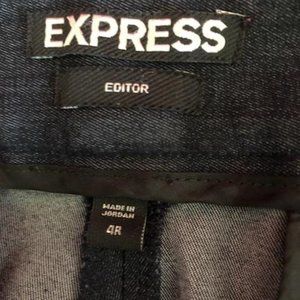 EXPRESS
EDITOR
MADE IN
JORDAN
4R